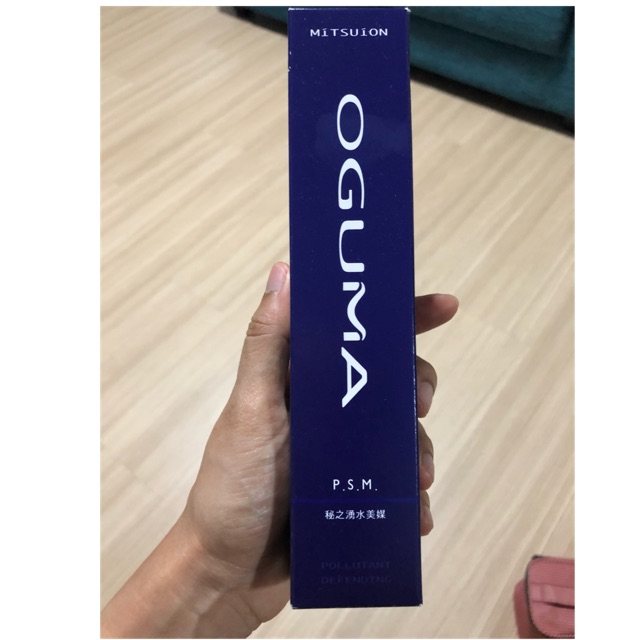 MiTSUiON
OGUMA
P.S.M.
秘之湧水美媒
POLLUTANT
DEFENDING